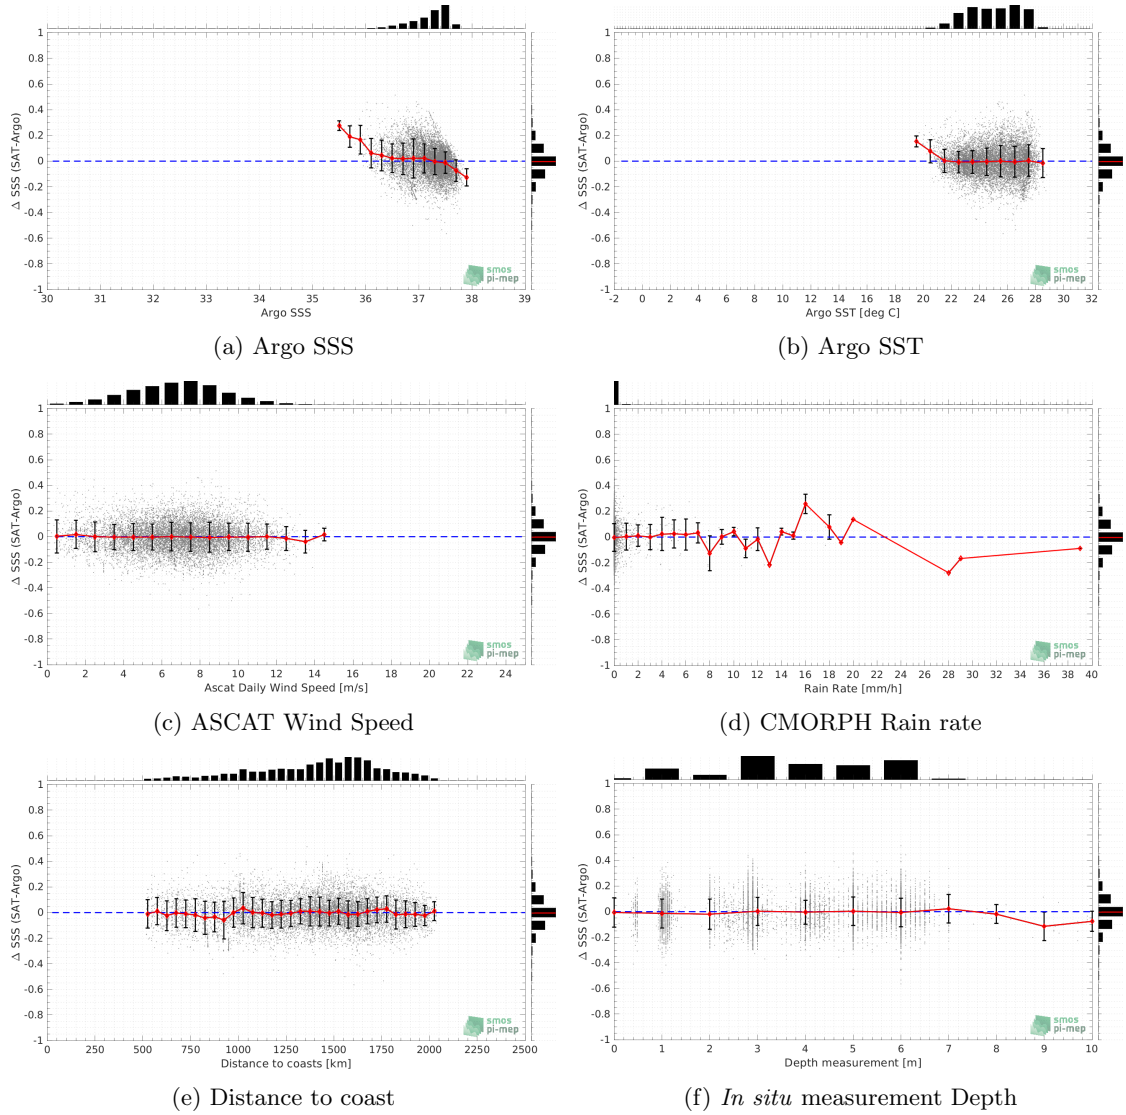 1
0.8
0.6
0.4
0.2
0
-0.2
-0.4
-0.6
-0.8
-1
Δ SSS (SAT-Argo)
smos
pi-mep
30 31 32 33 34 35 36 37 38 39
Argo SSS
(a) Argo SSS
1
0.8
0.6
0.4
0.2
0
-0.2
-0.4
-0.6
-0.8
-1
Δ SSS (SAT-Argo)
smos
pi-mep
-2 0 2 4 6 8 10 12 14 16 18 20 22 24 26 28 30 32
Argo SST [deg C]
(b) Argo SST
1
0.8
0.6
0.4
0.2
0
-0.2
-0.4
-0.6
-0.8
-1
Δ SSS (SAT-Argo)
smos
pi-mep
0 2 4 6 8 10 12 14 16 18 20 22 24
Ascat Daily Wind Speed [m/s]
(c) ASCAT Wind Speed
1
0.8
0.6
0.4
0.2
0
-0.2
-0.4
-0.6
-0.8
-1
Δ SSS (SAT-Argo)
smos
pi-mep
0 2 4 6 8 10 12 14 16 18 20 22 24 26 28 30 32 34 36 38 40
Rain Rate [mm/h]
(d) CMORPH Rain rate
1
0.8
0.6
0.4
0.2
0
-0.2
-0.4
-0.6
-0.8
-1
Δ SSS (SAT-Argo)
smos
pi-mep
0 250 500 750 1000 1250 1500 1750 2000 2250 2500
Distance to coasts [km]
(e) Distance to coast
1
0.8
0.6
0.4
0.2
0
-0.2
-0.4
-0.6
-0.8
-1
Δ SSS (SAT-Argo)
smos
pi-mep
0 1 2 3 4 5 6 7 8 9 10
Depth measurement [m]
(f) In situ measurement Depth